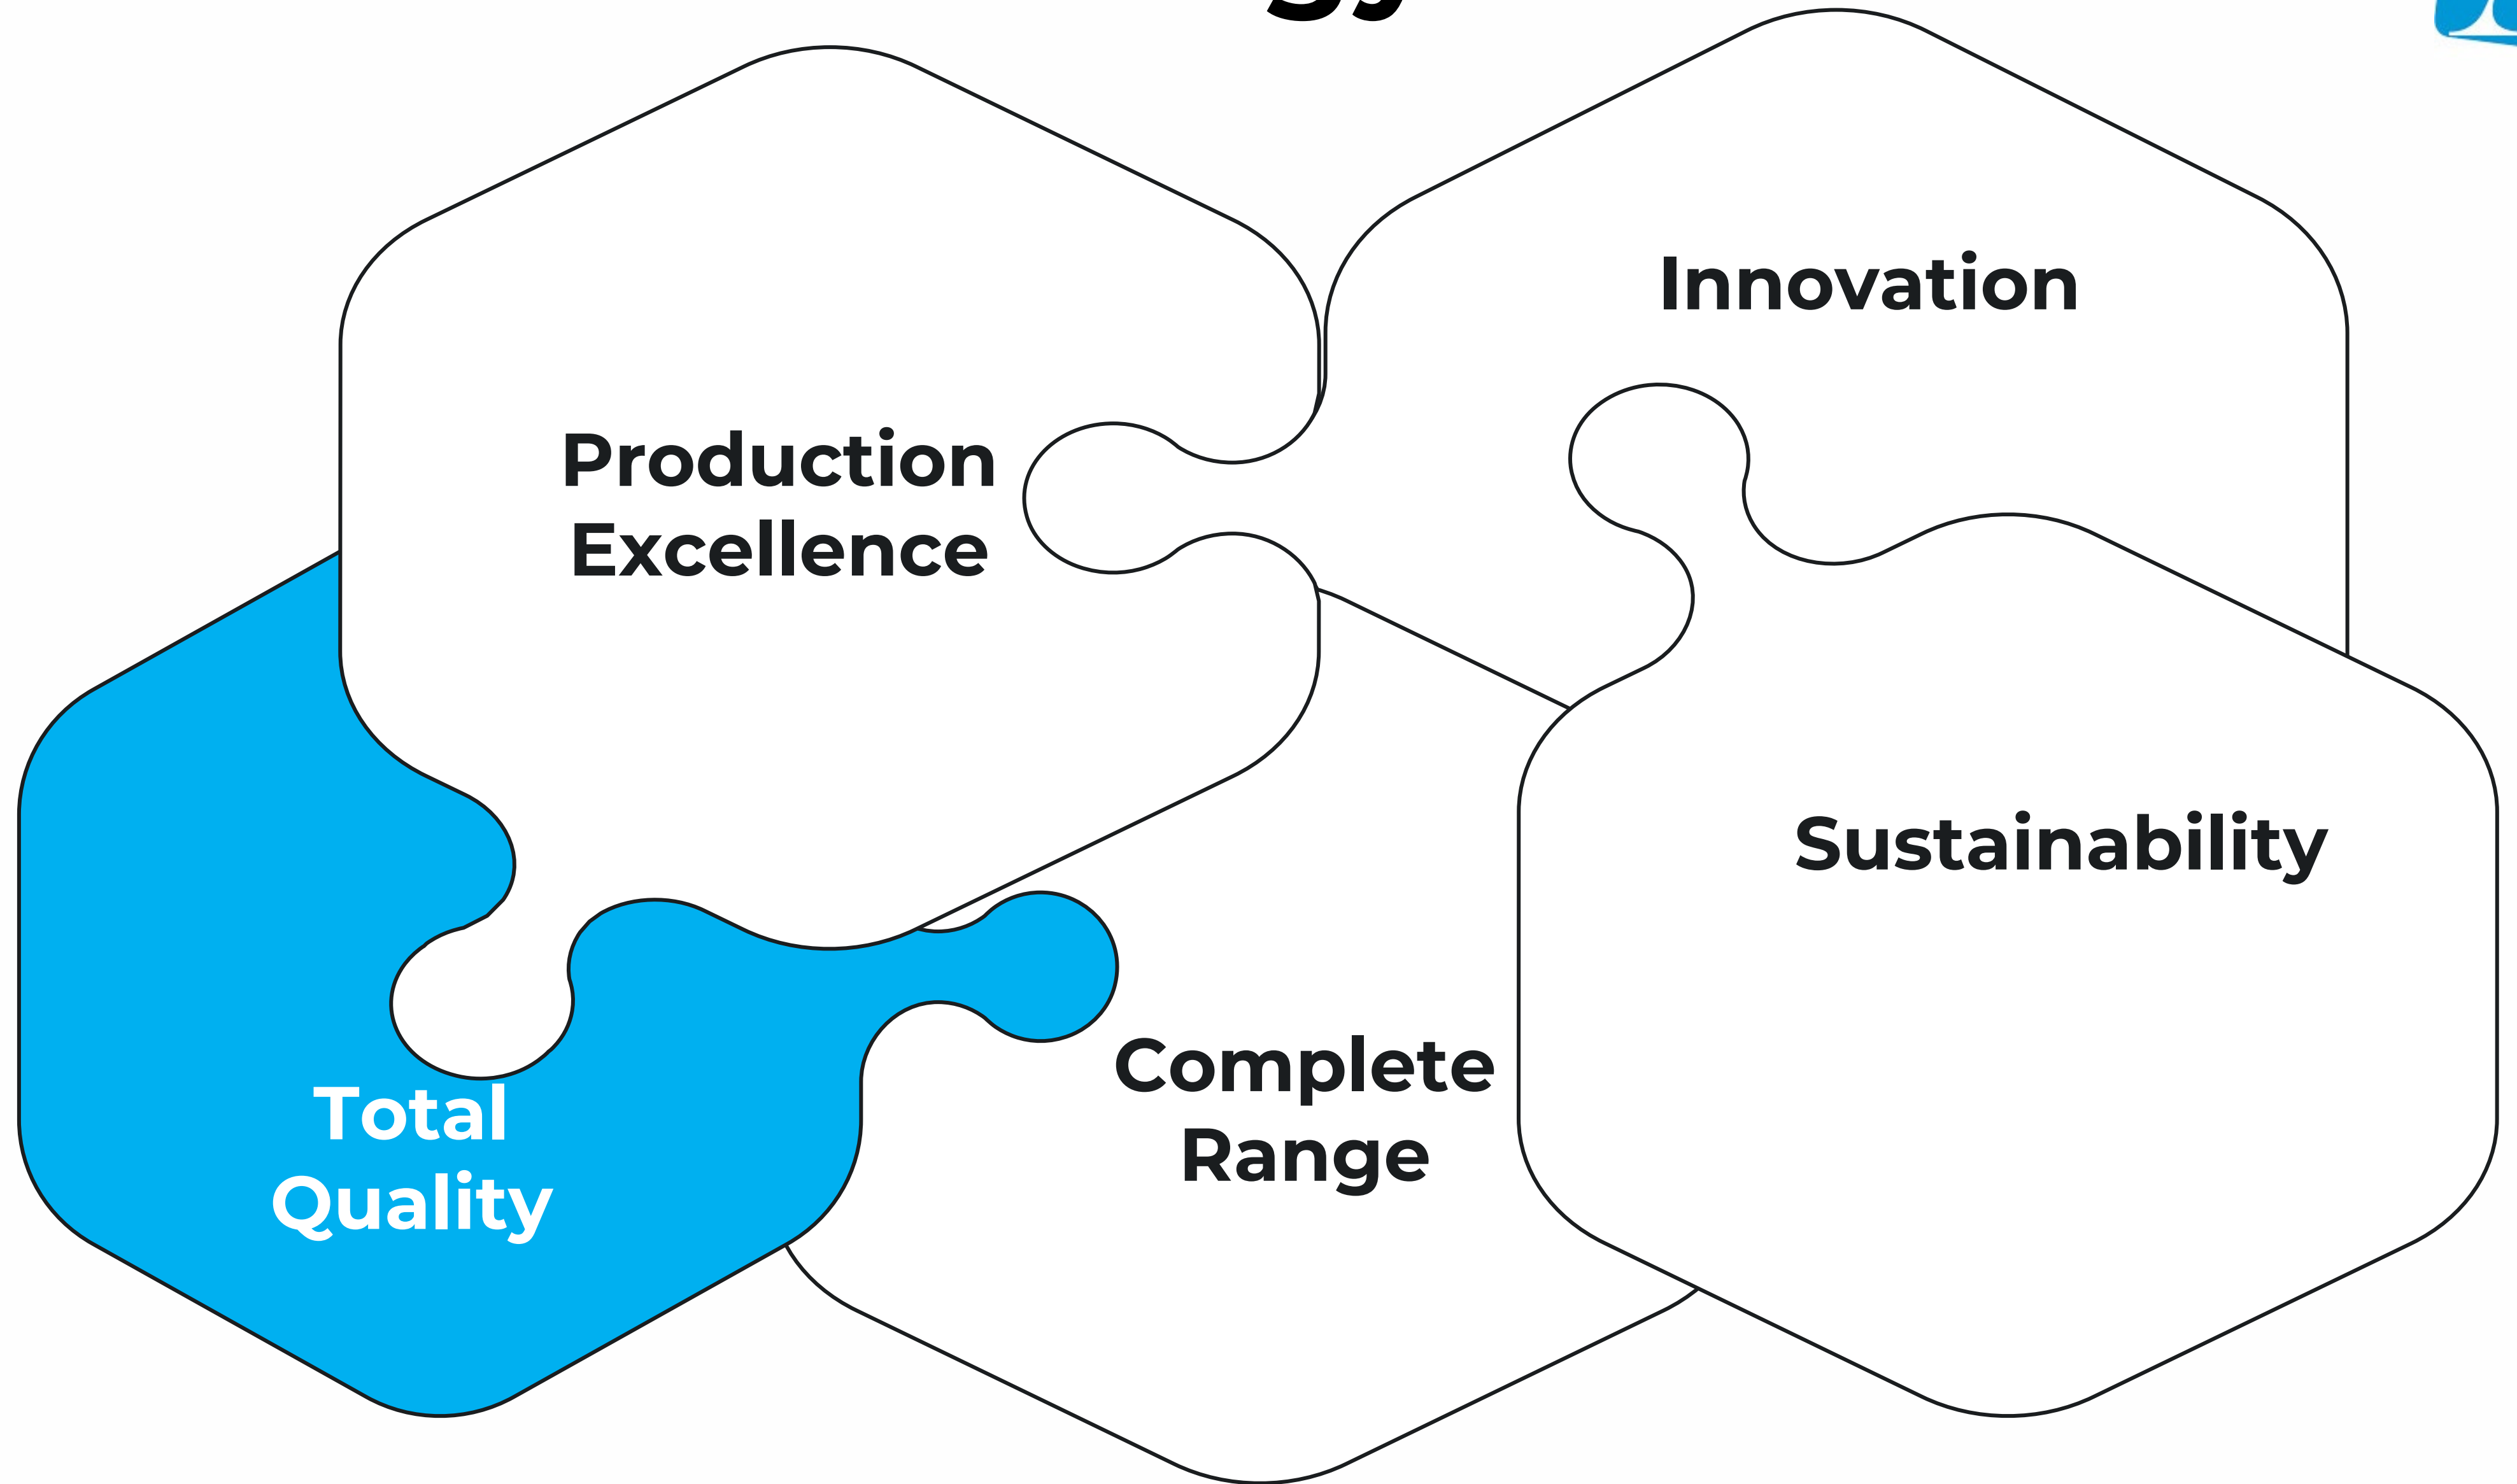 Innovation
Production
Excellence
Sustainability
Complete
Range
Total
Quality